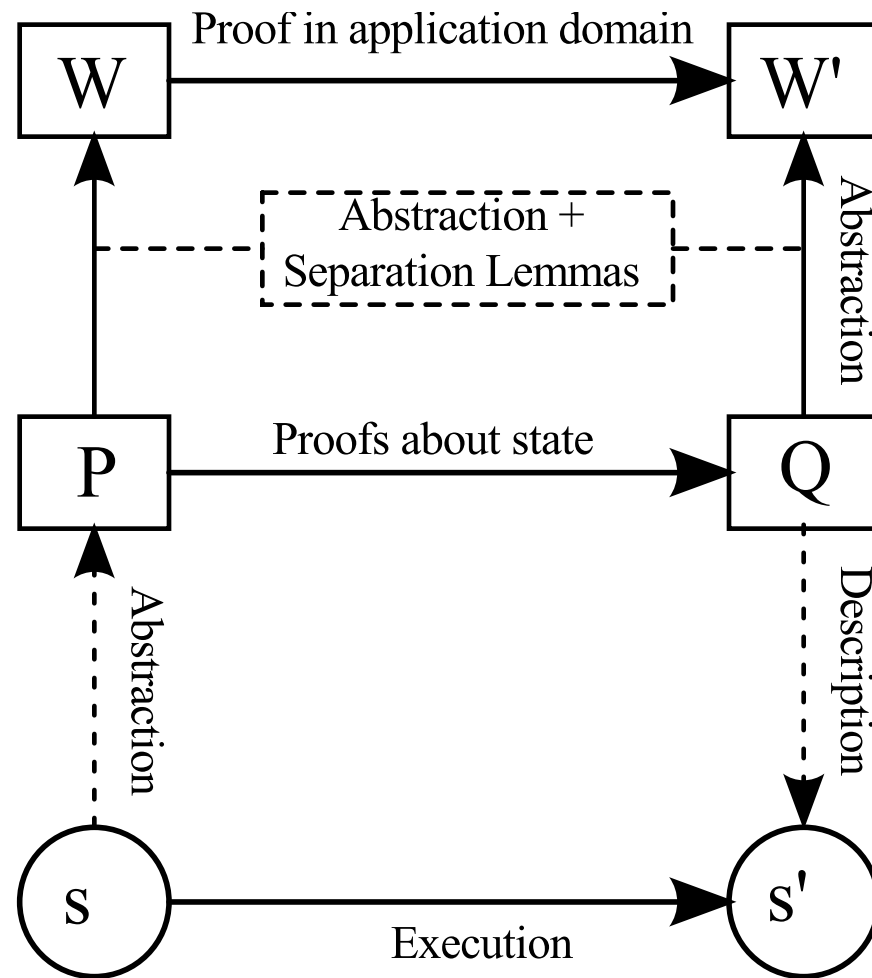 Proof in application domain
W
W'
Abstraction +
Separation Lemmas
Abstraction
P
Proofs about state
Q
Abstraction
Description
s
s'
Execution